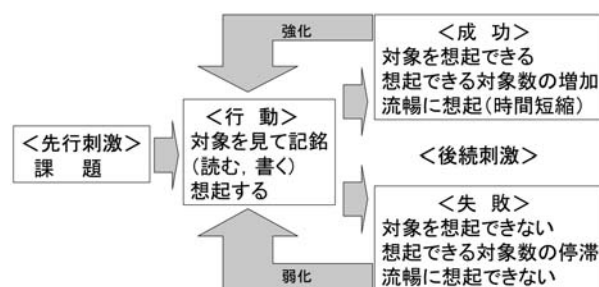 強化
＜成 功＞
対象を想起できる
想起できる対象数の増加
流暢に想起（時間短縮）
＜行 動＞
対象を見て記銘
（読む，書く）
想起する
＜先行刺激＞
課 題
＜後続刺激＞
＜失 敗＞
対象を想起できない
想起できる対象数の停滞
流暢に想起できない
弱化